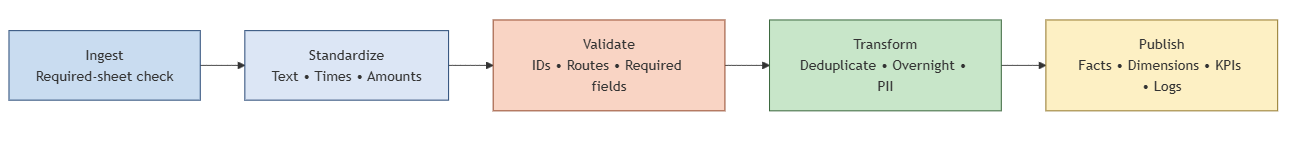 Ingest
Required-sheet check
Standardize
Text • Times • Amounts
Validate
IDs • Routes • Required
fields
Transform
Deduplicate • Overnight •
PII
Publish
Facts • Dimensions • KPIs
• Logs